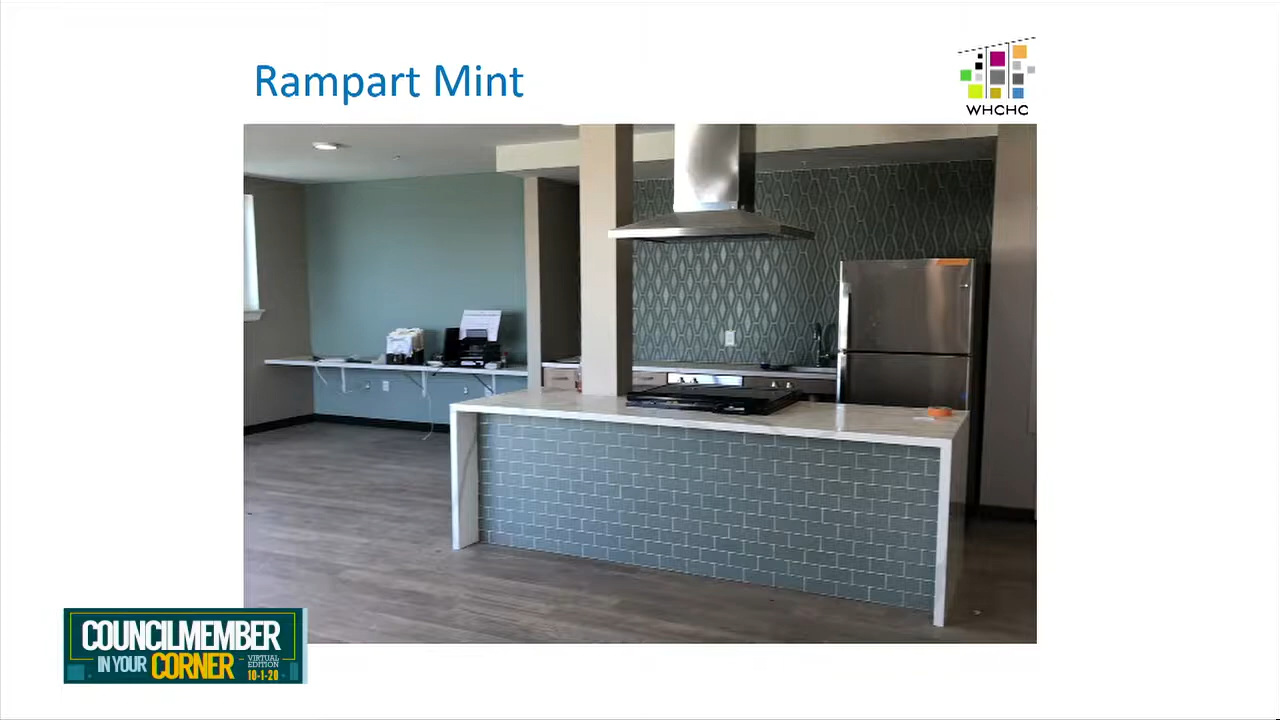 Rampart Mint
WHCHC
COUNCILMEMBER
IN YOUR CORNER
VIRTUAL
EDITION
10-1-20